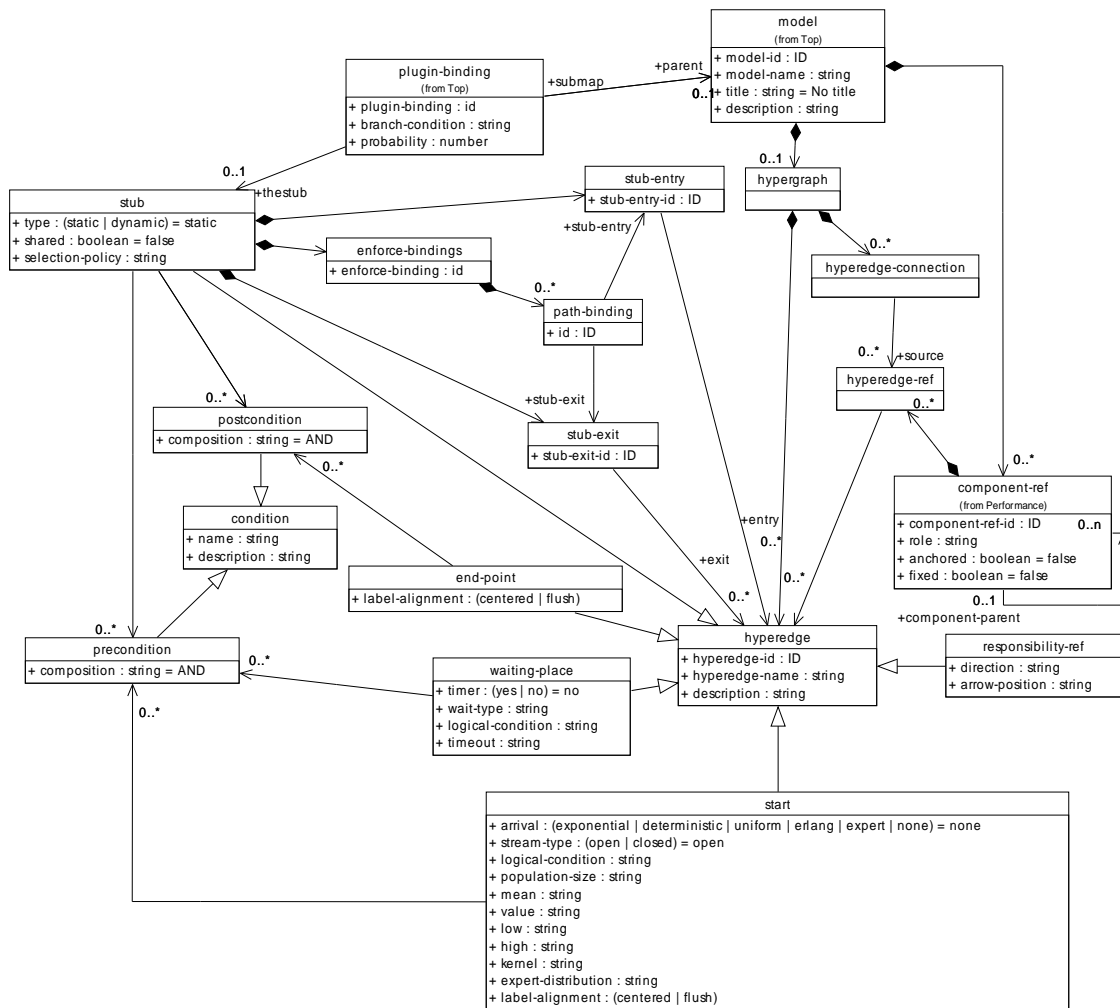 model
(from Top)
+ model-id : ID
+ model-name : string
+ title : string = No title
+ description : string
plugin-binding
(from Top)
+ plugin-binding : id
+ branch-condition : string
+ probability : number
+submap
+parent
0..1
0..1
+thestub
0..1
hypergraph
stub-entry
+ stub-entry-id : ID
stub
+ type : (static | dynamic) = static
+ shared : boolean = false
+ selection-policy : string
+stub-entry
enforce-bindings
+ enforce-binding : id
0..*
0..*
hyperedge-connection
path-binding
+ id : ID
0..*
+source
hyperedge-ref
0..*
0..*
+stub-exit
postcondition
+ composition : string = AND
stub-exit
+ stub-exit-id : ID
0..*
0..*
component-ref
(from Performance)
+ component-ref-id : ID
0..n
+ role : string
+ anchored : boolean = false
+ fixed : boolean = false
condition
+ name : string
+ description : string
+entry
0..*
+exit
0..*
0..*
end-point
+ label-alignment : (centered | flush)
0..1
+component-parent
0..*
precondition
+ composition : string = AND
0..*
hyperedge
+ hyperedge-id : ID
+ hyperedge-name : string
+ description : string
responsibility-ref
+ direction : string
+ arrow-position : string
waiting-place
+ timer : (yes | no) = no
+ wait-type : string
+ logical-condition : string
+ timeout : string
0..*
start
+ arrival : (exponential | deterministic | uniform | erlang | expert | none) = none
+ stream-type : (open | closed) = open
+ logical-condition : string
+ population-size : string
+ mean : string
+ value : string
+ low : string
+ high : string
+ kernel : string
+ expert-distribution : string
+ label-alignment : (centered | flush)